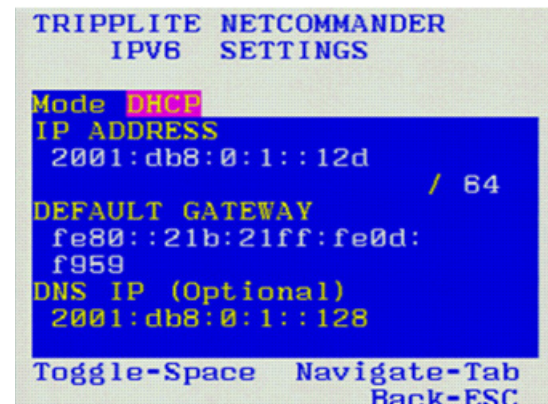 TRIPPLITE NETCOMMANDER
IPV6 SETTINGS
Mode DHCP
IP ADDRESS
2001:db8:0:1::12d
/ 64
DEFAULT GATEWAY
fe80::21b:21ff:fe0d:
f959
DNS IP (Optional)
2001:db8:0:1::128
Toggle-Space Navigate-Tab
Back-ESC